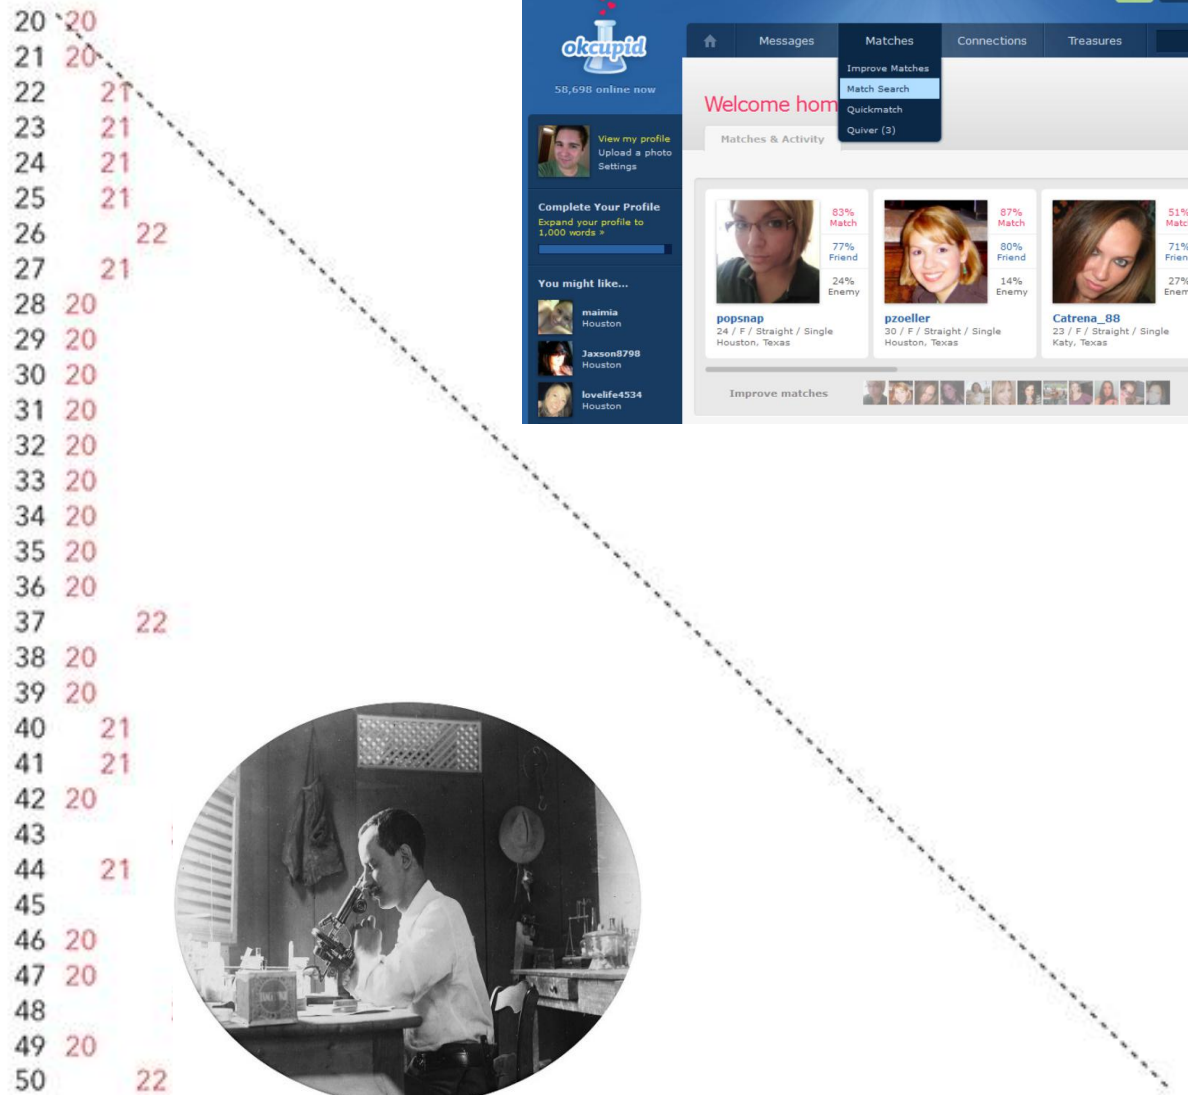 20 20
21 20
22 21
23 21
24 21
25 21
26 22
27 21
28 20
29 20
30 20
31 20
32 20
33 20
34 20
35 20
36 20
37 22
38 20
39 20
40 21
41 21
42 20
43
44 21
45
46 20
47 20
48
49 20
50 22
okcupid
58,698 online now
View my profile
Upload a photo
Settings
Complete Your Profile
Expand your profile to
1,000 words »
You might like...
maimia
Houston
Jaxson8798
Houston
lovelife4534
Houston
Messages Matches Connections Treasures
Improve Matches
Match Search
Quickmatch
Quiver (3)
Welcome hom
Matches & Activity
83%
Match
77%
Friend
24%
Enemy
popsnap
24 / F / Straight / Single
Houston, Texas
87%
Match
80%
Friend
14%
Enemy
pzoeller
30 / F / Straight / Single
Houston, Texas
51%
Matc
71%
Frien
27%
Enem
Catrena_88
23 / F / Straight / Single
Katy, Texas
Improve matches